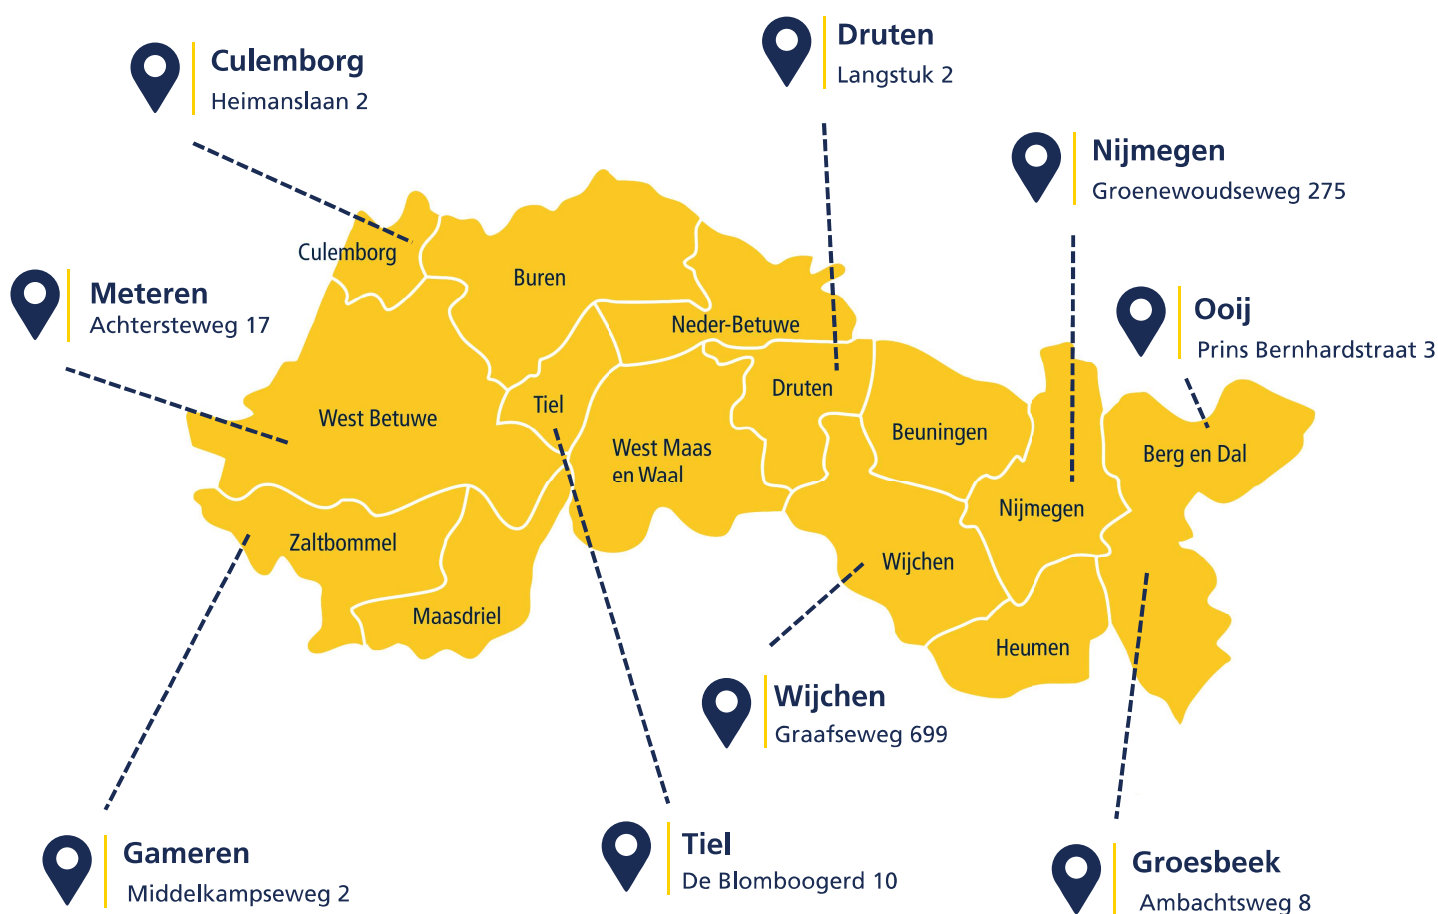 Culemborg
Heimanslaan 2
Druten
Langstuk 2
Nijmegen
Groenewoudseweg 275
Meteren
Achtersteweg 17
Ooij
Prins Bernhardstraat 3
Culemborg
Buren
Neder-Betuwe
West Betuwe
Tiel
Druten
West Maas
en Waal
Beuningen
Berg en Dal
Nijmegen
Zaltbommel
Wijchen
Maasdriel
Heumen
Wijchen
Graafseweg 699
Gameren
Middelkampseweg 2
Tiel
De Blomboogerd 10
Groesbeek
Ambachtsweg 8